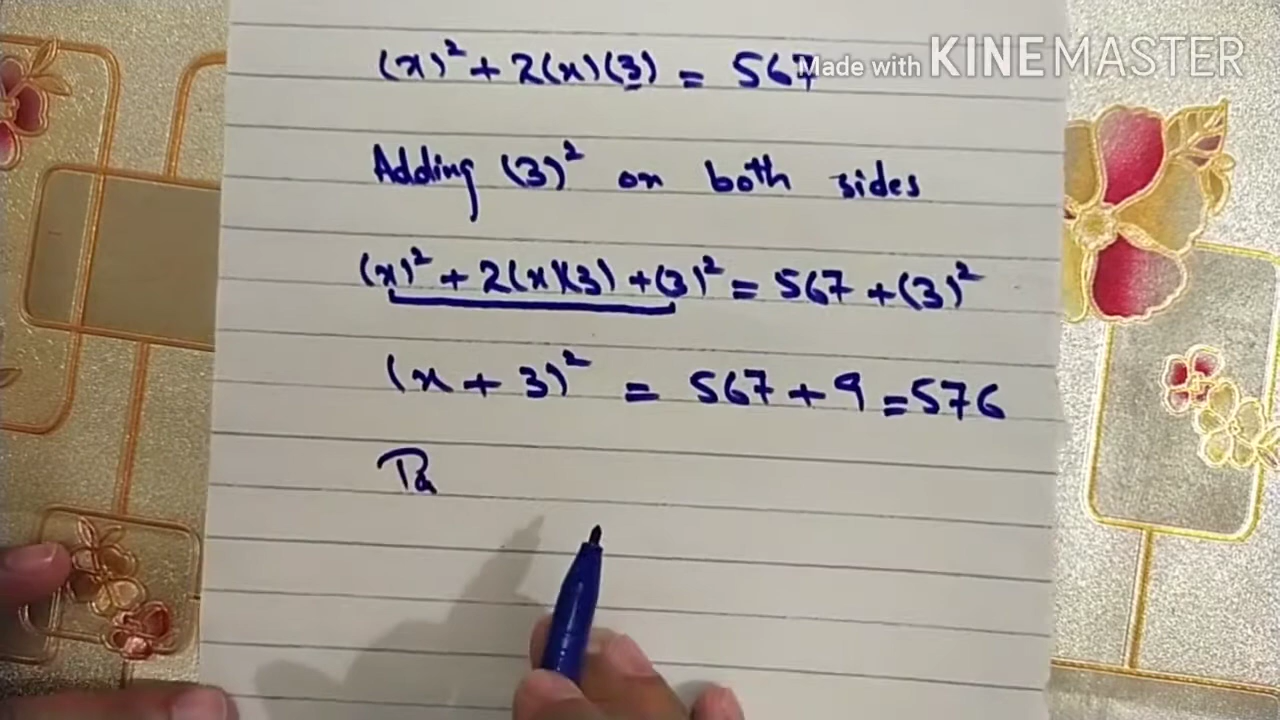 (x)² + 2(x)(3) = 567
Made with KINEMASTER
Adding (3)² on both sides
(x)² + 2(x)(3) + (3)² = 567 + (3)²
(x + 3)² = 567 + 9 = 576